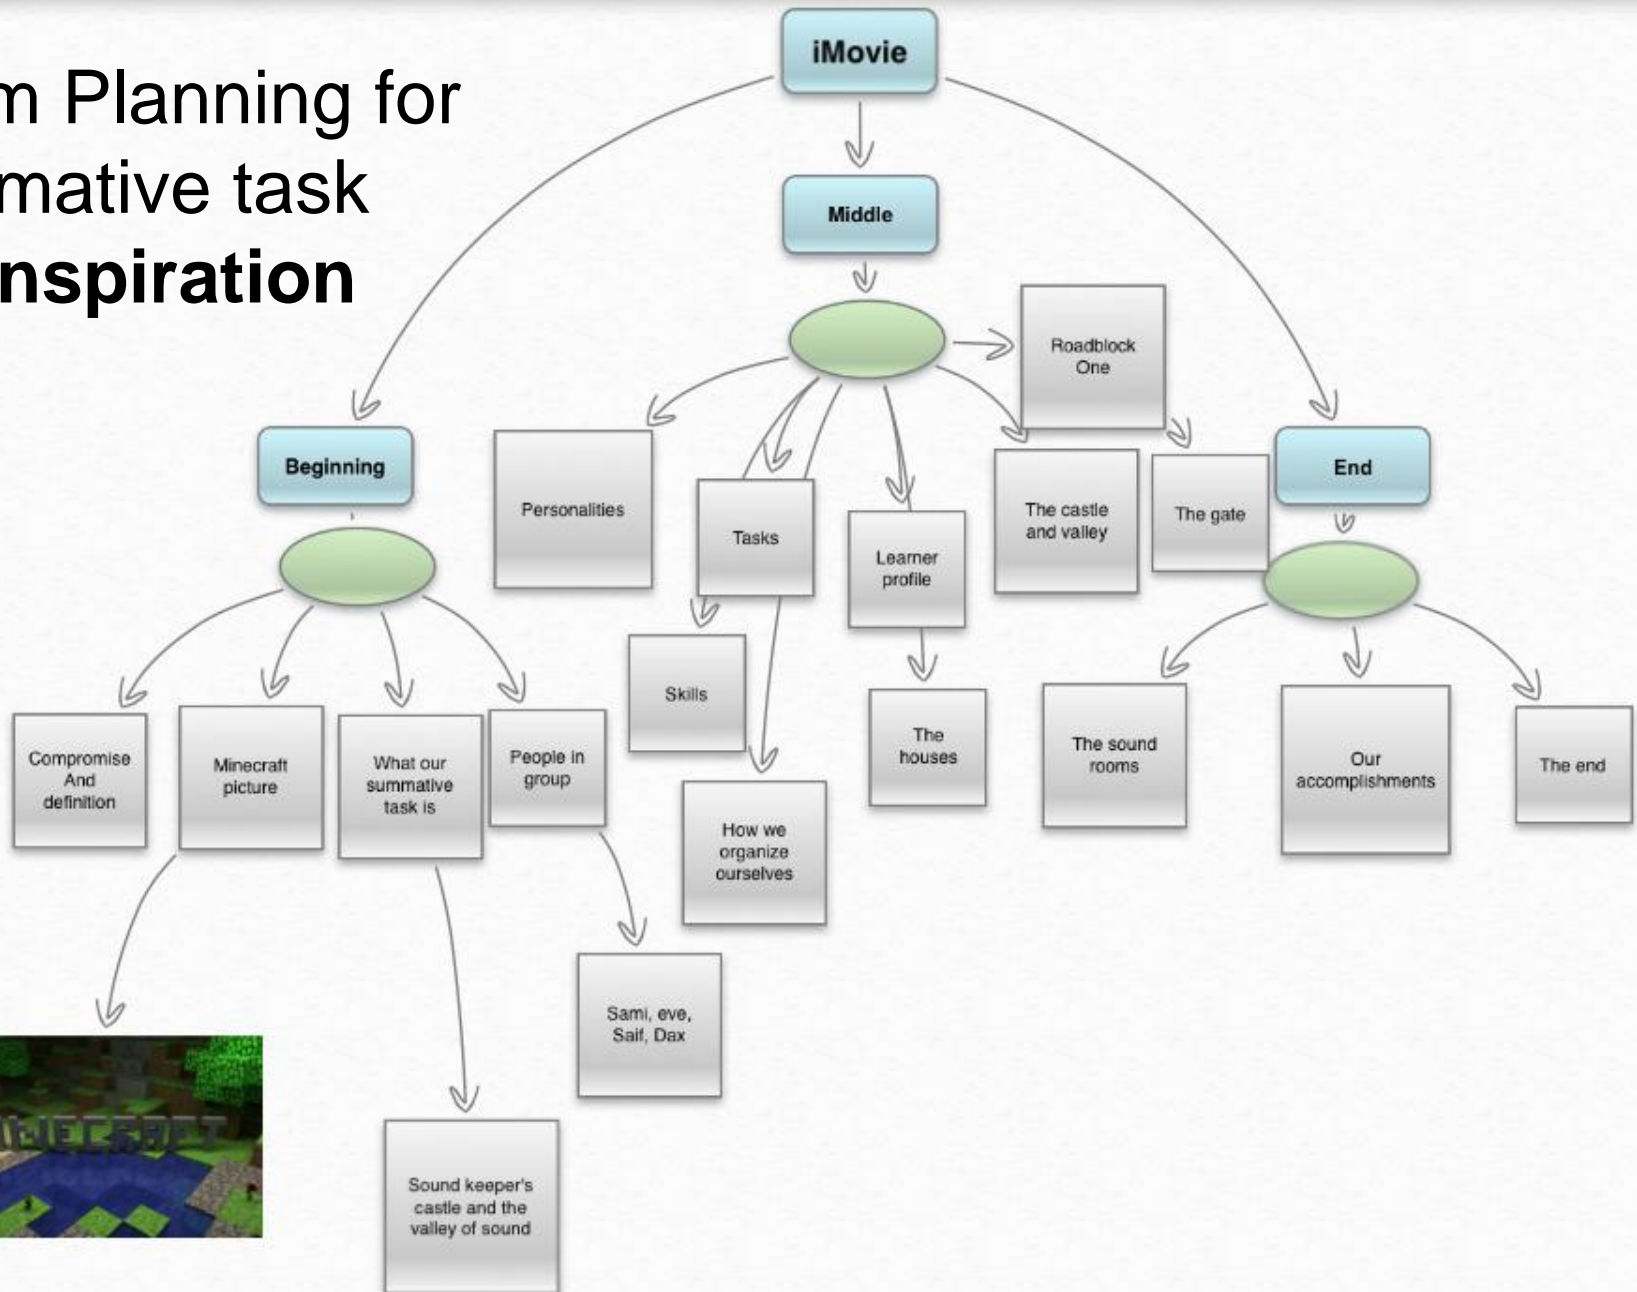 m Planning for
mative task
nspiration
iMovie
Middle
Roadblock
One
Beginning
End
Personalities
Tasks
Learner
profile
The castle
and valley
The gate
Skills
The
houses
The sound
rooms
Our
accomplishments
The end
Compromise
And
definition
Minecraft
picture
What our
summative
task is
People in
group
How we
organize
ourselves
Sami, eve,
Saif, Dax
INECRAFT
Sound keeper's
castle and the
valley of sound